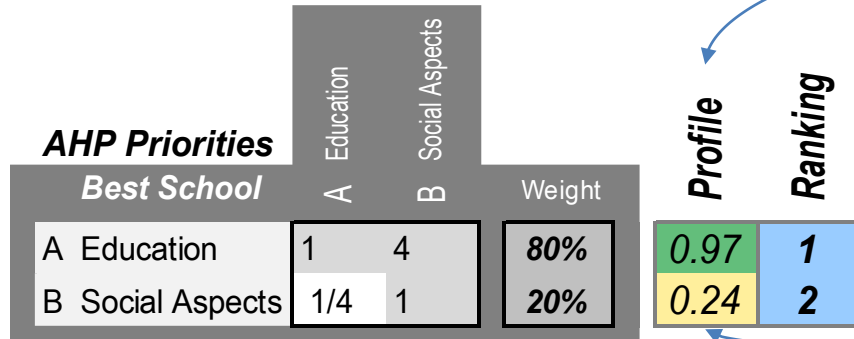 A Education
B Social Aspects
Profile
Ranking
AHP Priorities
Best School
Weight
A Education 1 4 80% 0.97 1
B Social Aspects 1/4 1 20% 0.24 2